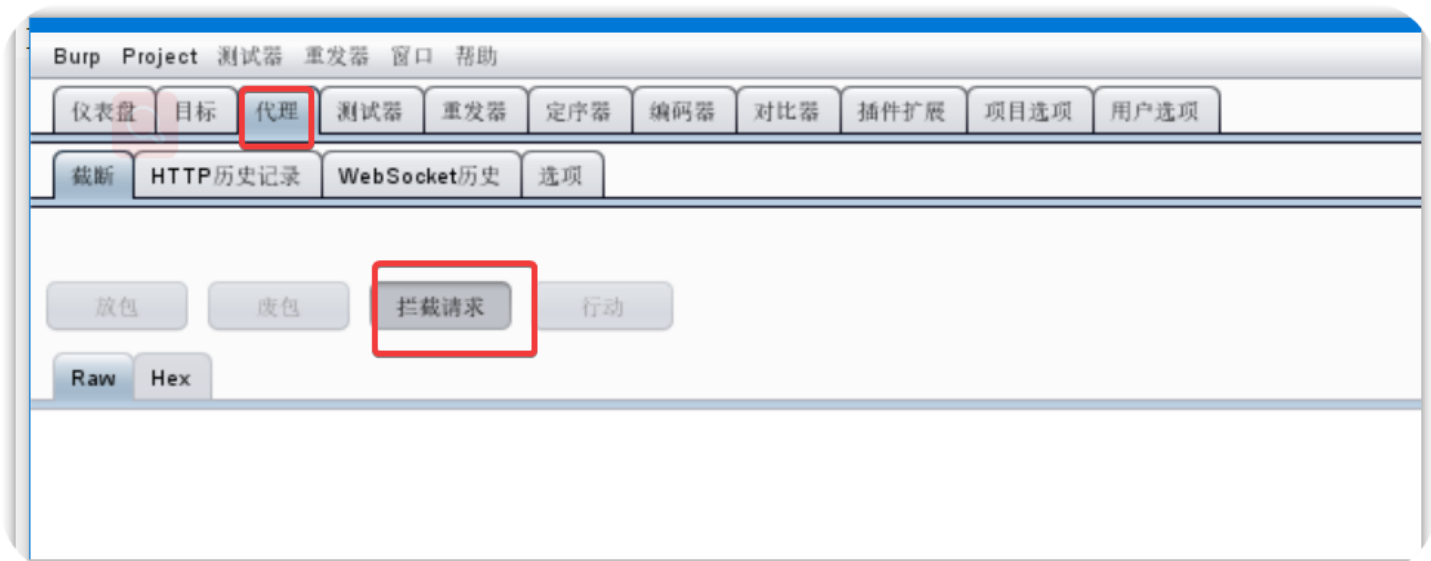 Burp Project 测试器 重发器 窗口 帮助
仪表盘 目标 代理 测试器 重发器 定序器 编码器 对比器 插件扩展 项目选项 用户选项
截断 HTTP历史记录 WebSocket历史 选项
放包 废包 拦截请求 行动
Raw Hex